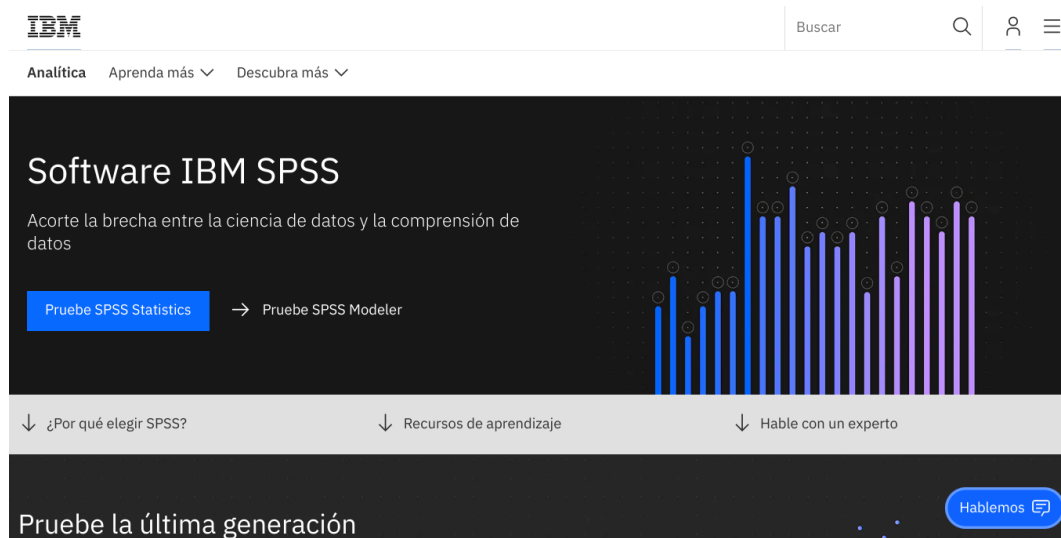 IBM
Buscar
Analítica Aprenda más Descubra más
Software IBM SPSS
Acorte la brecha entre la ciencia de datos y la comprensión de
datos
Pruebe SPSS Statistics Pruebe SPSS Modeler
¿Por qué elegir SPSS? Recursos de aprendizaje Hable con un experto
Hablemos
Pruebe la última generación